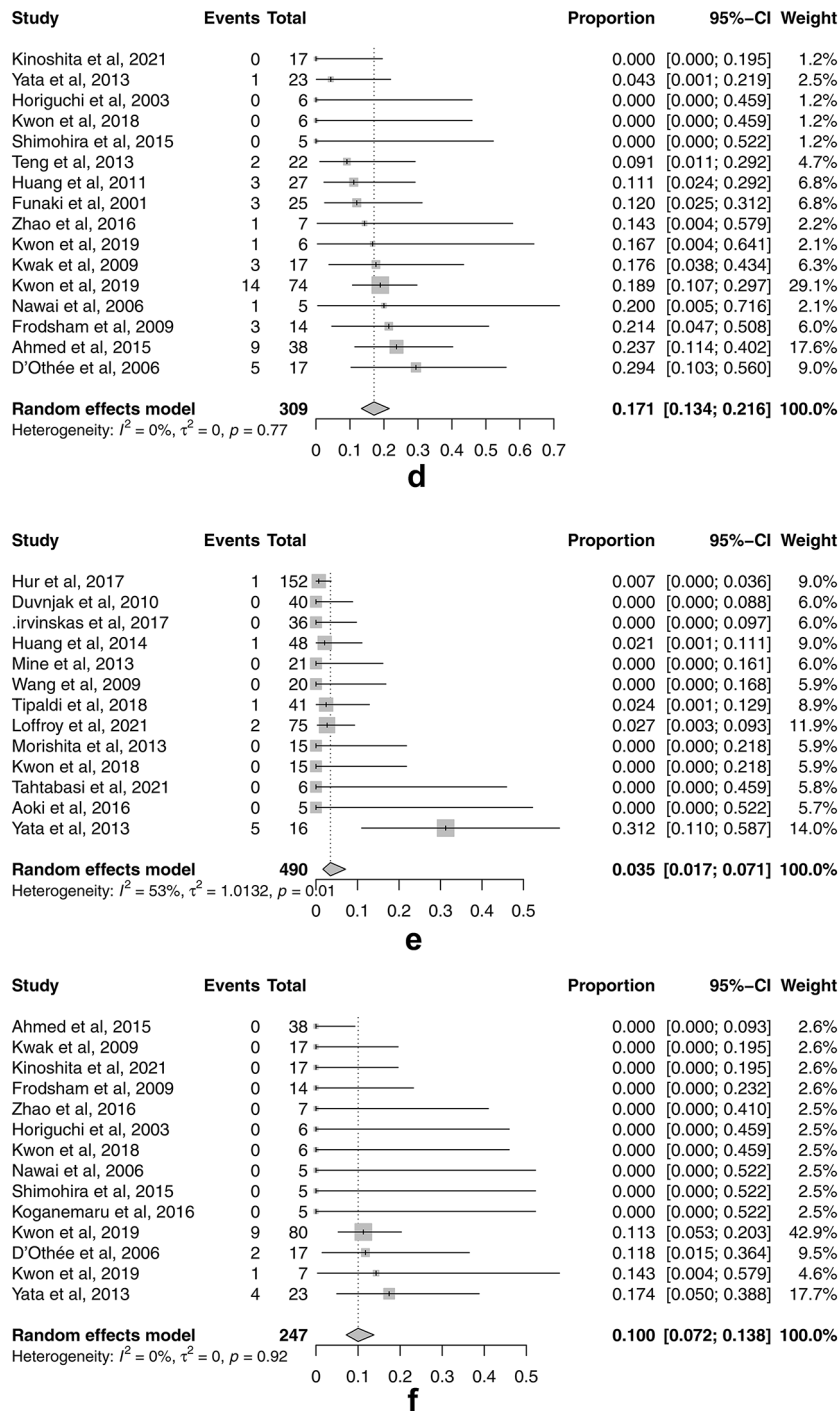 Study Events Total Proportion 95%−CI Weight
Kinoshita et al, 2021 0 17 0.000 [0.000; 0.195] 1.2%
Yata et al, 2013 1 23 0.043 [0.001; 0.219] 2.5%
Horiguchi et al, 2003 0 6 0.000 [0.000; 0.459] 1.2%
Kwon et al, 2018 0 6 0.000 [0.000; 0.459] 1.2%
Shimohira et al, 2015 0 5 0.000 [0.000; 0.522] 1.2%
Teng et al, 2013 2 22 0.091 [0.011; 0.292] 4.7%
Huang et al, 2011 3 27 0.111 [0.024; 0.292] 6.8%
Funaki et al, 2001 3 25 0.120 [0.025; 0.312] 6.8%
Zhao et al, 2016 1 7 0.143 [0.004; 0.579] 2.2%
Kwon et al, 2019 1 6 0.167 [0.004; 0.641] 2.1%
Kwak et al, 2009 3 17 0.176 [0.038; 0.434] 6.3%
Kwon et al, 2019 14 74 0.189 [0.107; 0.297] 29.1%
Nawai et al, 2006 1 5 0.200 [0.005; 0.716] 2.1%
Frodsham et al, 2009 3 14 0.214 [0.047; 0.508] 6.0%
Ahmed et al, 2015 9 38 0.237 [0.114; 0.402] 17.6%
D'Othée et al, 2006 5 17 0.294 [0.103; 0.560] 9.0%
Random effects model 309 0.171 [0.134; 0.216] 100.0%
Heterogeneity: I² = 0%, τ² = 0, p = 0.77
0 0.1 0.2 0.3 0.4 0.5 0.6 0.7
d
Study Events Total Proportion 95%−CI Weight
Hur et al, 2017 1 152 0.007 [0.000; 0.036] 9.0%
Duvnjak et al, 2010 0 40 0.000 [0.000; 0.088] 6.0%
.irvinskas et al, 2017 0 36 0.000 [0.000; 0.097] 6.0%
Huang et al, 2014 1 48 0.021 [0.001; 0.111] 9.0%
Mine et al, 2013 0 21 0.000 [0.000; 0.161] 6.0%
Wang et al, 2009 0 20 0.000 [0.000; 0.168] 5.9%
Tipaldi et al, 2018 1 41 0.024 [0.001; 0.129] 8.9%
Loffroy et al, 2021 2 75 0.027 [0.003; 0.093] 11.9%
Morishita et al, 2013 0 15 0.000 [0.000; 0.218] 5.9%
Kwon et al, 2018 0 15 0.000 [0.000; 0.218] 5.9%
Tahtabasi et al, 2021 0 6 0.000 [0.000; 0.459] 5.8%
Aoki et al, 2016 0 5 0.000 [0.000; 0.522] 5.7%
Yata et al, 2013 5 16 0.312 [0.110; 0.587] 14.0%
Random effects model 490 0.035 [0.017; 0.071] 100.0%
Heterogeneity: I² = 53%, τ² = 1.0132, p = 0.01
0 0.1 0.2 0.3 0.4 0.5
e
Study Events Total Proportion 95%−CI Weight
Ahmed et al, 2015 0 38 0.000 [0.000; 0.093] 2.6%
Kwak et al, 2009 0 17 0.000 [0.000; 0.195] 2.6%
Kinoshita et al, 2021 0 17 0.000 [0.000; 0.195] 2.6%
Frodsham et al, 2009 0 14 0.000 [0.000; 0.232] 2.6%
Zhao et al, 2016 0 7 0.000 [0.000; 0.410] 2.5%
Horiguchi et al, 2003 0 6 0.000 [0.000; 0.459] 2.5%
Kwon et al, 2018 0 6 0.000 [0.000; 0.459] 2.5%
Nawai et al, 2006 0 5 0.000 [0.000; 0.522] 2.5%
Shimohira et al, 2015 0 5 0.000 [0.000; 0.522] 2.5%
Koganemaru et al, 2016 0 5 0.000 [0.000; 0.522] 2.5%
Kwon et al, 2019 9 80 0.113 [0.053; 0.203] 42.9%
D'Othée et al, 2006 2 17 0.118 [0.015; 0.364] 9.5%
Kwon et al, 2019 1 7 0.143 [0.004; 0.579] 4.6%
Yata et al, 2013 4 23 0.174 [0.050; 0.388] 17.7%
Random effects model 247 0.100 [0.072; 0.138] 100.0%
Heterogeneity: I² = 0%, τ² = 0, p = 0.92
0 0.1 0.2 0.3 0.4 0.5
f